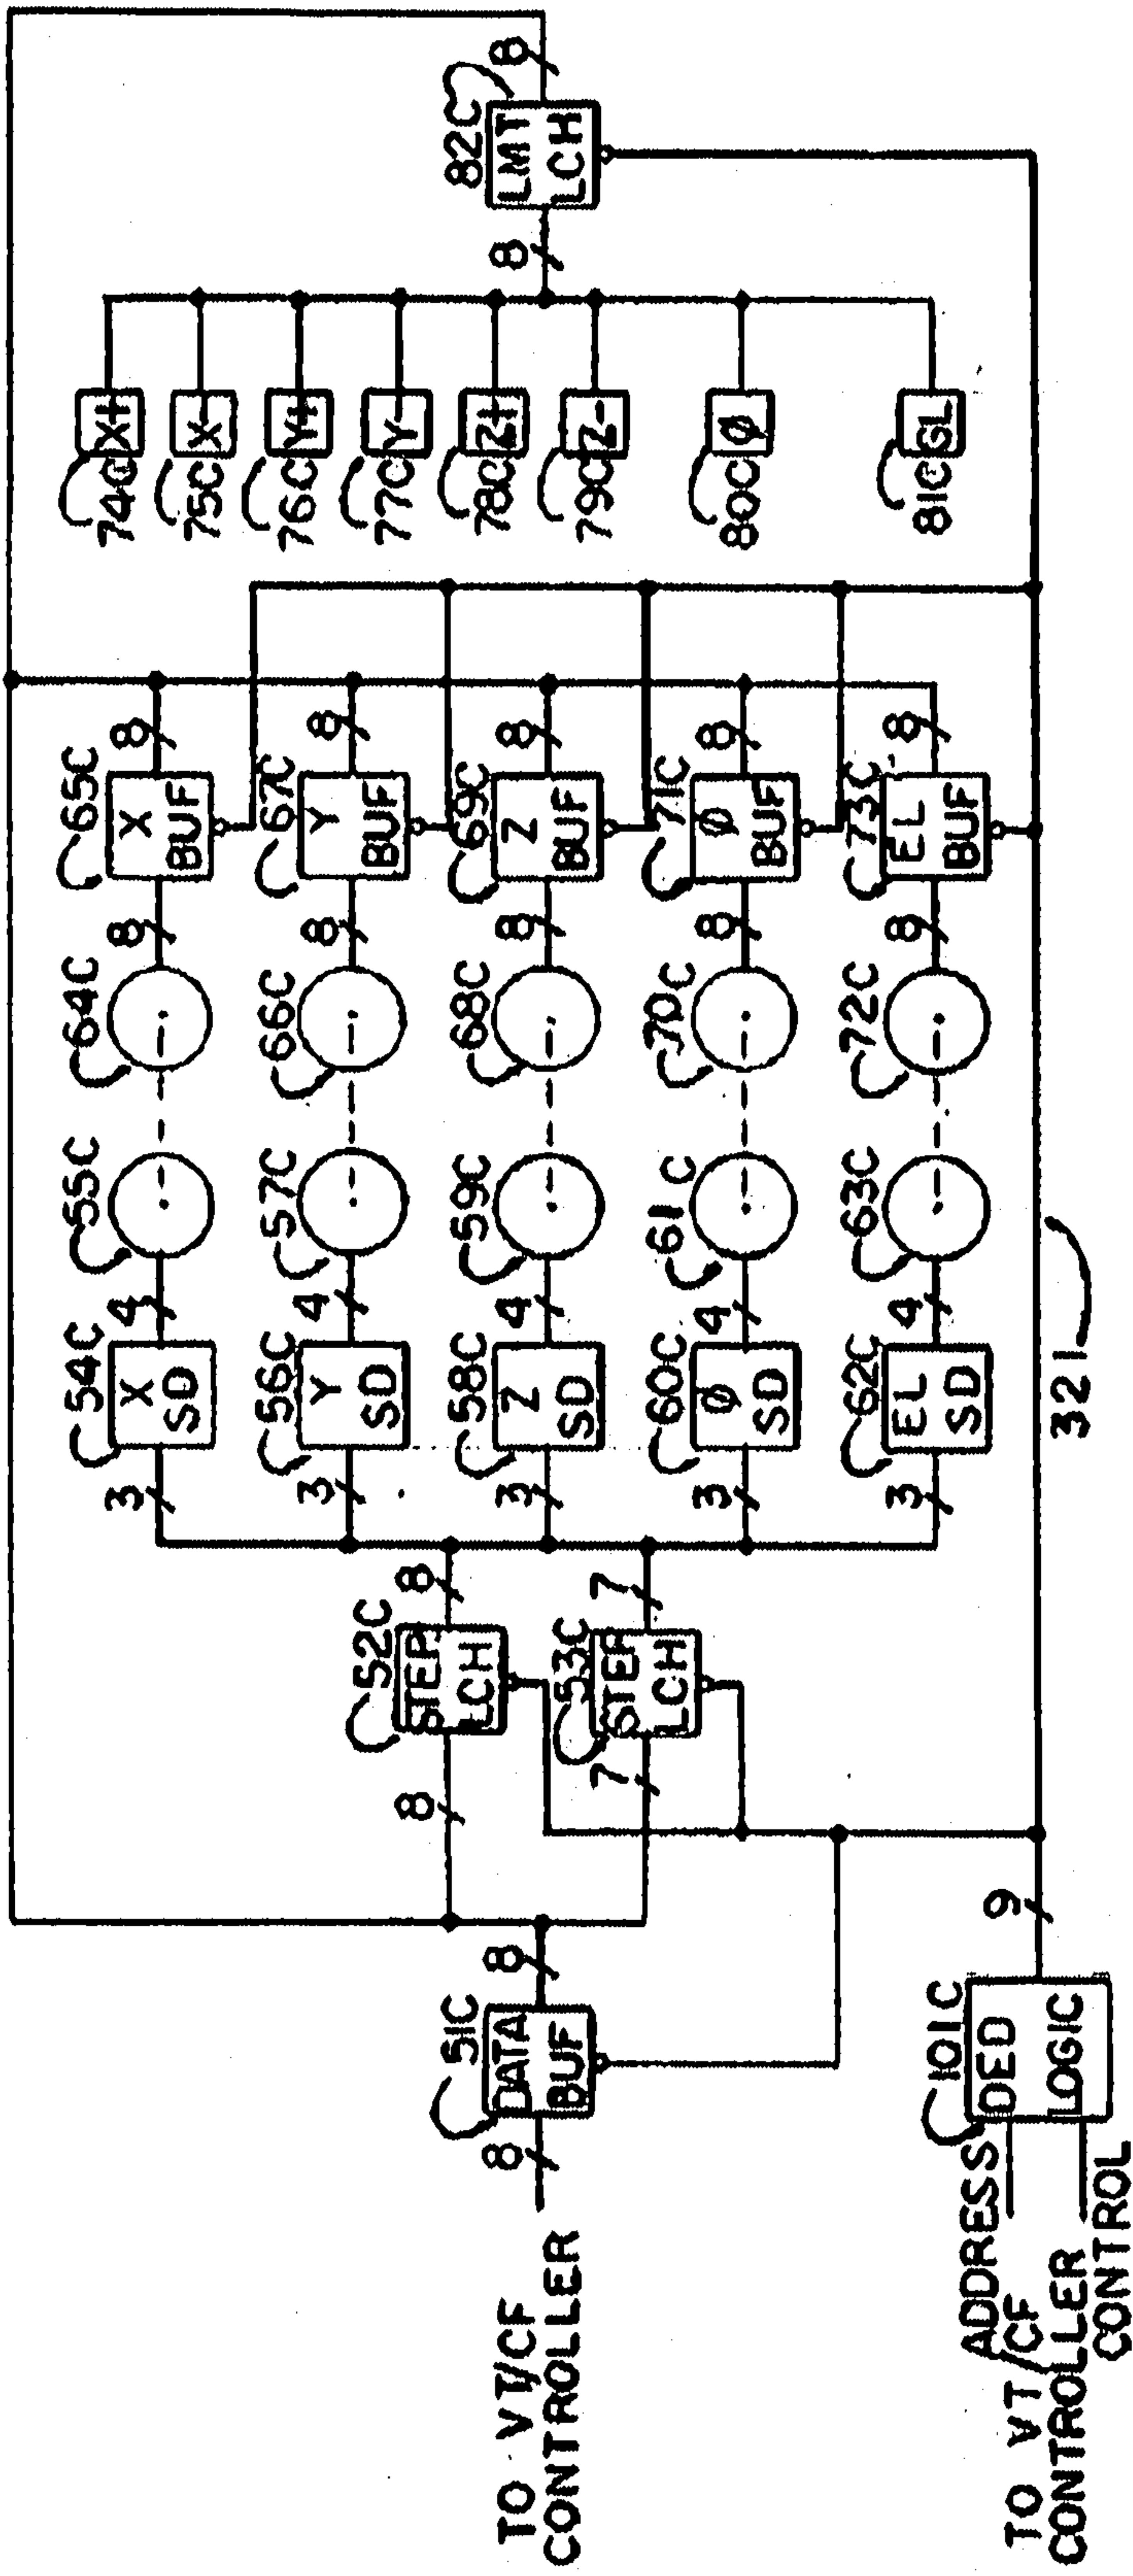 TO VT/CF
CONTROLLER
8
51C
DATA
BUF
8
ADDRESS
TO VT/CF
CONTROLLER
CONTROL
101C
DED
LOGIC
9
321
8
52C
STEP
LCH
8
7
53C
STEP
LCH
7
3
54C
X
SD
4
55C
64C
8
65C
X
BUF
8
3
56C
Y
SD
4
57C
66C
8
67C
Y
BUF
8
3
58C
Z
SD
4
59C
68C
8
69C
Z
BUF
8
3
60C
Ø
SD
4
61C
70C
8
71C
Ø
BUF
8
3
62C
EL
SD
4
63C
72C
8
73C
EL
BUF
8
74C
X+
75C
X-
76C
Y+
77C
Y-
78C
Z+
79C
Z-
80C
Ø
81C
SL
8
82C
LMT
LCH
8